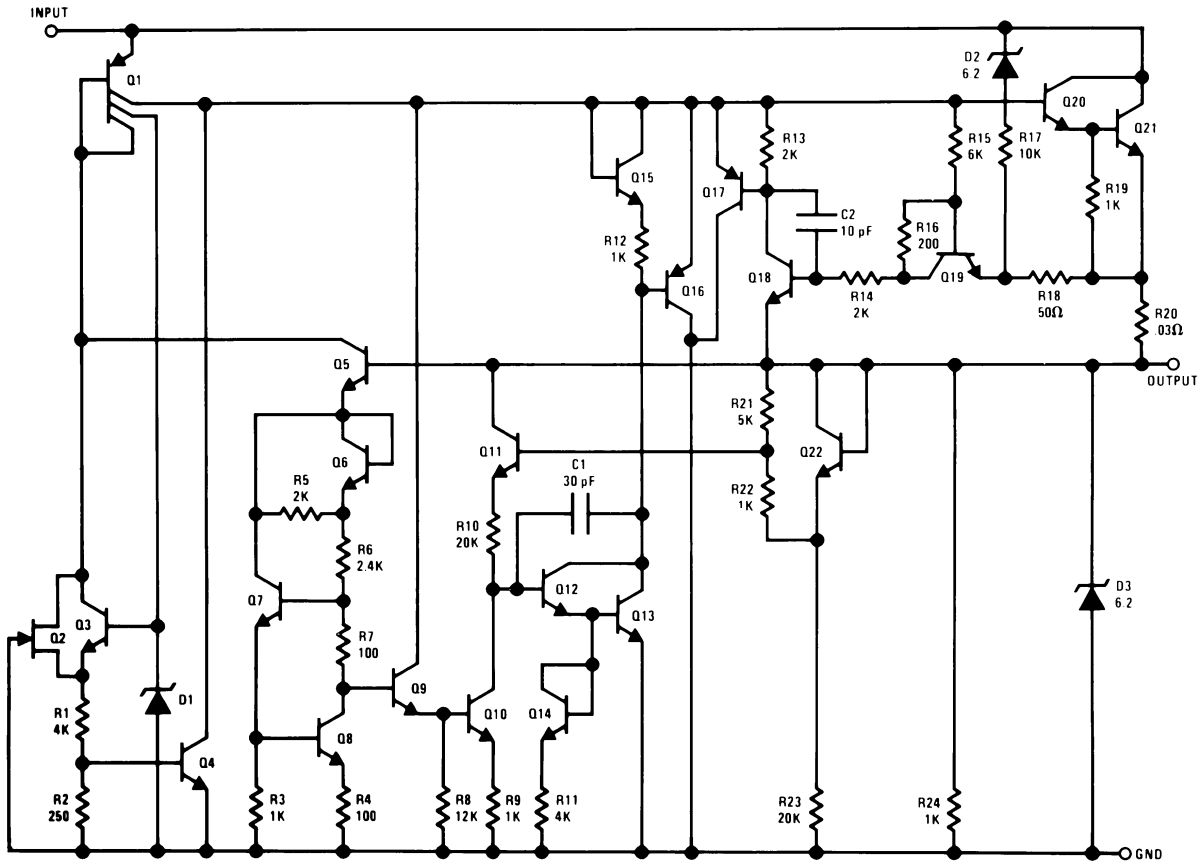 INPUT
Q1
D2
6.2
Q20
Q21
R13
2K
R15
6K
R17
10K
Q15
Q17
R19
1K
C2
10 pF
R12
1K
R16
200
Q16
Q18
Q19
R14
2K
R18
50Ω
R20
.03Ω
Q5
OUTPUT
R21
5K
Q6
Q11
Q22
C1
30 pF
R5
2K
R22
1K
R10
20K
R6
2.4K
Q7
Q12
Q13
D3
6.2
Q2
Q3
R7
100
Q9
D1
R1
4K
Q10
Q14
Q8
Q4
R2
250
R3
1K
R4
100
R8
12K
R9
1K
R11
4K
R23
20K
R24
1K
GND